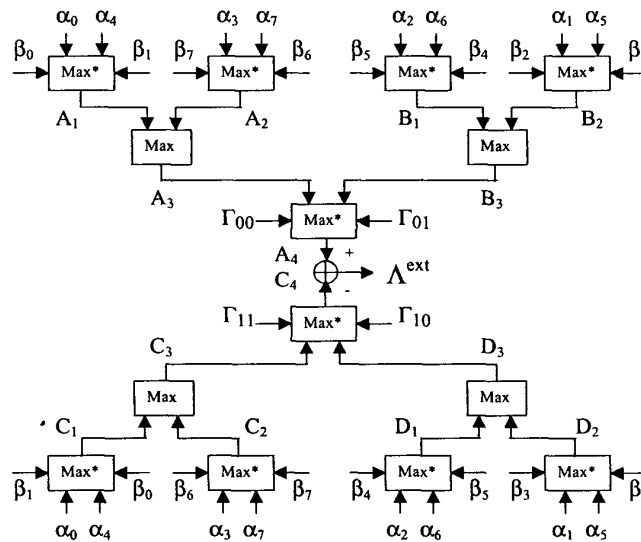 α₀ α₄ α₃ α₇ α₂ α₆ α₁ α₅
β₀ β₁ β₇ β₆ β₅ β₄ β₂ β
Max* Max* Max* Max*
A₁ A₂ B₁ B₂
Max Max
A₃ B₃
Γ₀₀ Max* Γ₀₁
A₄ +
C₄ Λᵉˣᵗ
-
Γ₁₁ Max* Γ₁₀
C₃ D₃
Max Max
C₁ C₂ D₁ D₂
Max* Max* Max* Max*
β₁ β₀ β₆ β₇ β₄ β₅ β₃ β
α₀ α₄ α₃ α₇ α₂ α₆ α₁ α₅